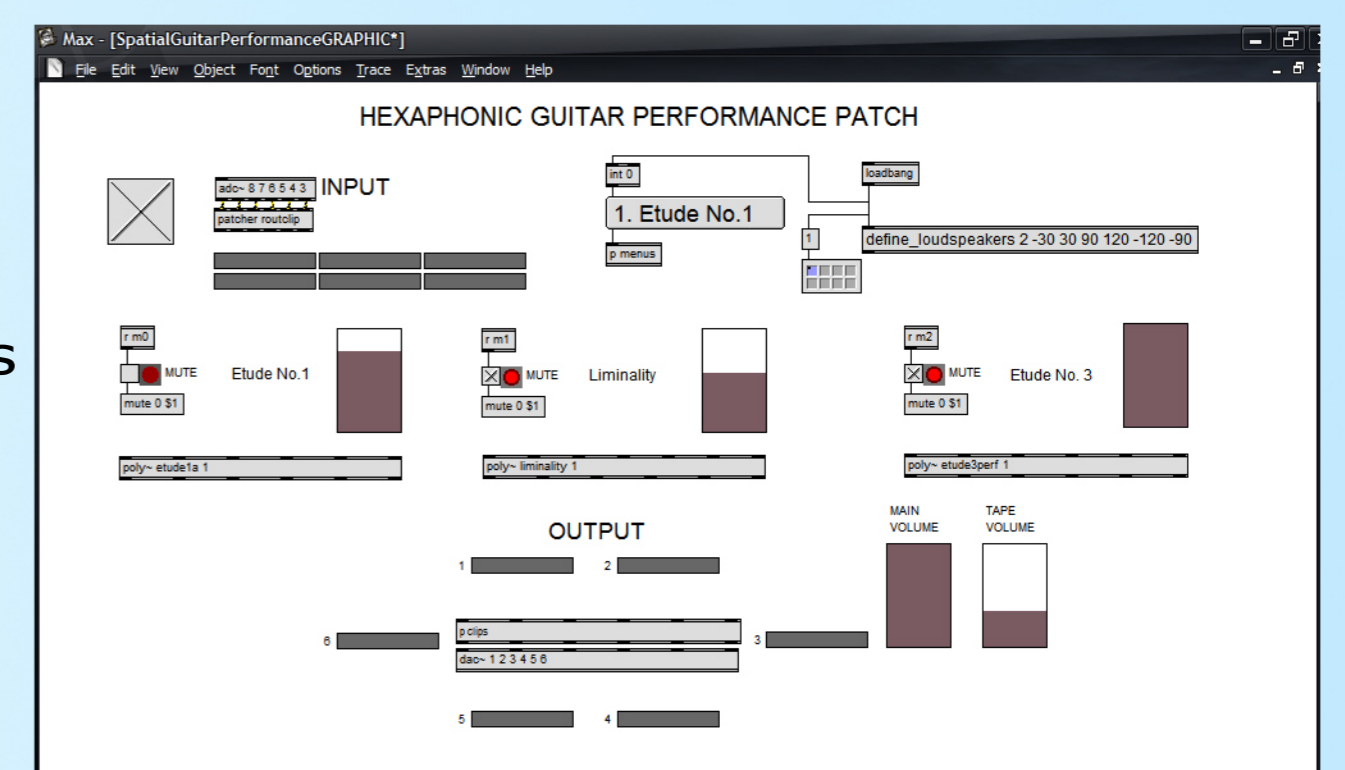 Max - [SpatialGuitarPerformanceGRAPHIC*]
File Edit View Object Font Options Trace Extras Window Help
HEXAPHONIC GUITAR PERFORMANCE PATCH
adc~ 8 7 6 5 4 3
INPUT
patcher routclip
int 0
loadbang
1. Etude No.1
1
define_loudspeakers 2 -30 30 90 120 -120 -90
p menus
s
r m0
MUTE
Etude No.1
mute 0 $1
r m1
MUTE
Liminality
mute 0 $1
r m2
MUTE
Etude No. 3
mute 0 $1
poly~ etude1a 1
poly~ liminality 1
poly~ etude3perf 1
OUTPUT
MAIN
VOLUME
TAPE
VOLUME
1
2
6
p clips
3
dac~ 1 2 3 4 5 6
5
4